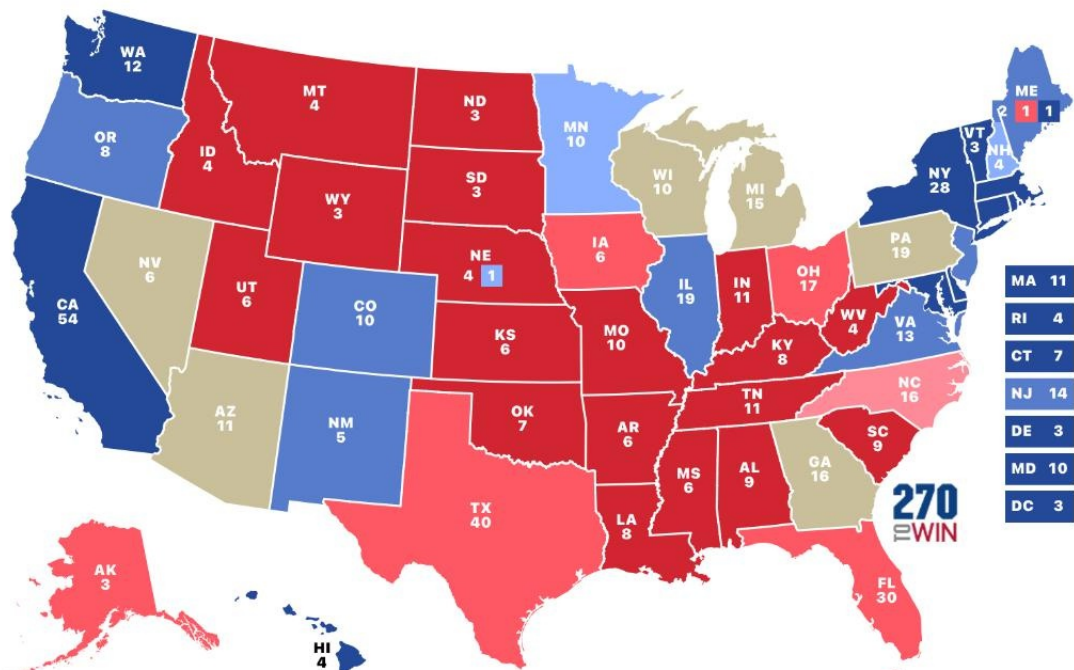 WA
12
OR
8
CA
54
NV
6
ID
4
MT
4
WY
3
UT
6
AZ
11
CO
10
NM
5
ND
3
SD
3
NE
4 1
KS
6
OK
7
TX
40
MN
10
IA
6
MO
10
AR
6
LA
8
WI
10
IL
19
MI
15
IN
11
OH
17
KY
8
TN
11
MS
6
AL
9
GA
16
FL
30
SC
9
NC
16
VA
13
WV
4
PA
19
NY
28
VT
3
NH
4
ME
2 1 1
MA 11
RI 4
CT 7
NJ 14
DE 3
MD 10
DC 3
270
TO WIN
AK
3
HI
4